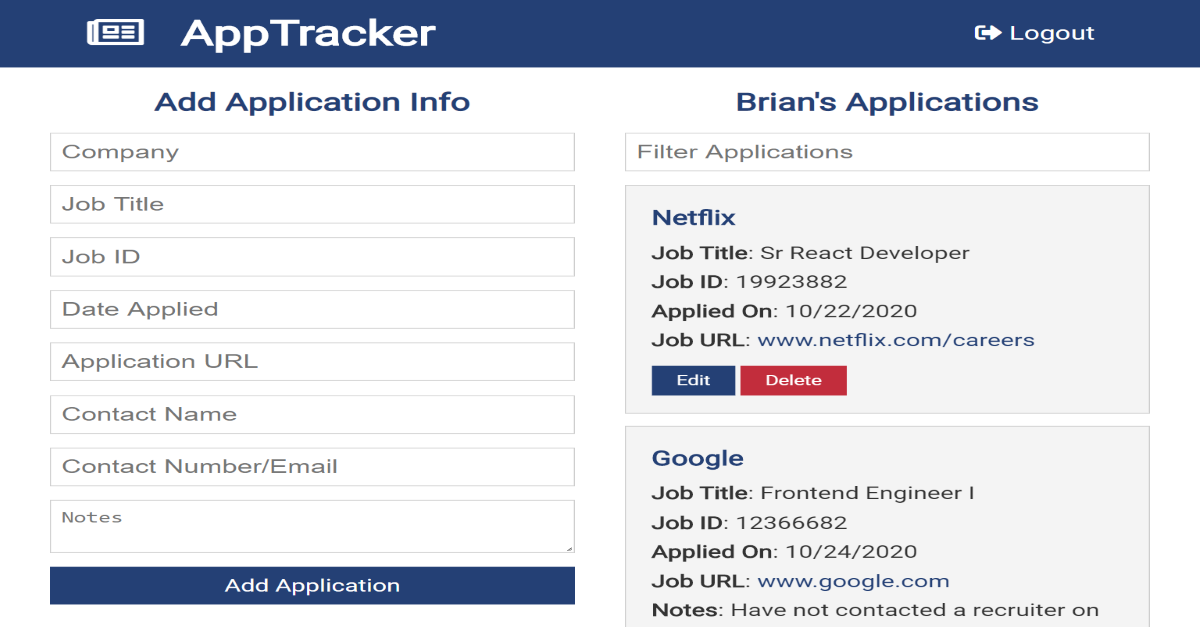 AppTracker
Logout
Add Application Info
Company
Job Title
Job ID
Date Applied
Application URL
Contact Name
Contact Number/Email
Notes
Add Application
Brian's Applications
Filter Applications
Netflix
Job Title: Sr React Developer
Job ID: 19923882
Applied On: 10/22/2020
Job URL: www.netflix.com/careers
Edit Delete
Google
Job Title: Frontend Engineer I
Job ID: 12366682
Applied On: 10/24/2020
Job URL: www.google.com
Notes: Have not contacted a recruiter on